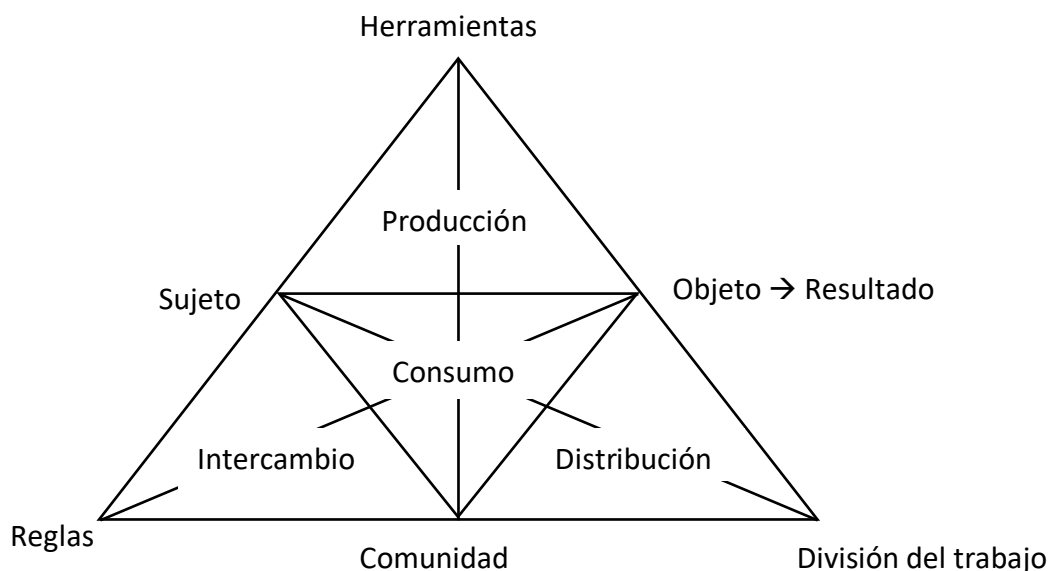 Herramientas
Producción
Sujeto
Objeto → Resultado
Consumo
Intercambio
Distribución
Reglas
Comunidad
División del trabajo